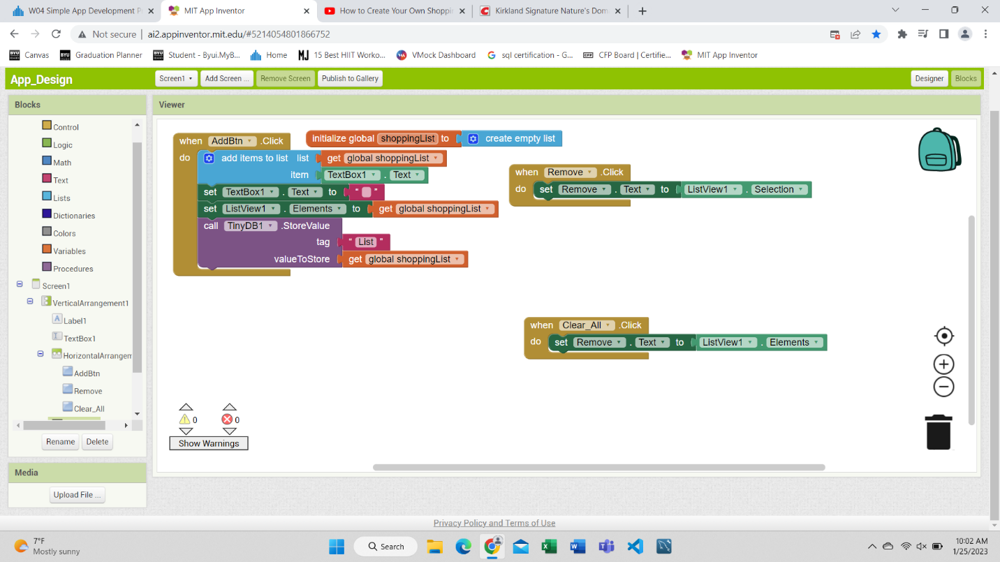 W04 Simple App Development P
MIT App Inventor
How to Create Your Own Shoppin
Kirkland Signature Nature's Dom
Not secure
ai2.appinventor.mit.edu/#5214054801866752
Canvas
Graduation Planner
Student - Byui.MyB...
Home
15 Best HIIT Worko...
VMock Dashboard
sql certification - G...
CFP Board | Certifie...
MIT App Inventor
App_Design
Screen1
Add Screen ...
Remove Screen
Publish to Gallery
Designer
Blocks
Blocks
Control
Logic
Math
Text
Lists
Dictionaries
Colors
Variables
Procedures
Screen1
VerticalArrangement1
Label1
TextBox1
HorizontalArrangem
AddBtn
Remove
Clear_All
Rename
Delete
Media
Upload File ...
Viewer
when AddBtn .Click
do add items to list list get global shoppingList
item TextBox1 . Text
set TextBox1 . Text to “ ”
set ListView1 . Elements to get global shoppingList
call TinyDB1 .StoreValue
tag “ List ”
valueToStore get global shoppingList
initialize global shoppingList to create empty list
when Remove .Click
do set Remove . Text to ListView1 . Selection
when Clear_All .Click
do set Remove . Text to ListView1 . Elements
0
0
Show Warnings
Privacy Policy and Terms of Use
7°F
Mostly sunny
Search
10:02 AM
1/25/2023